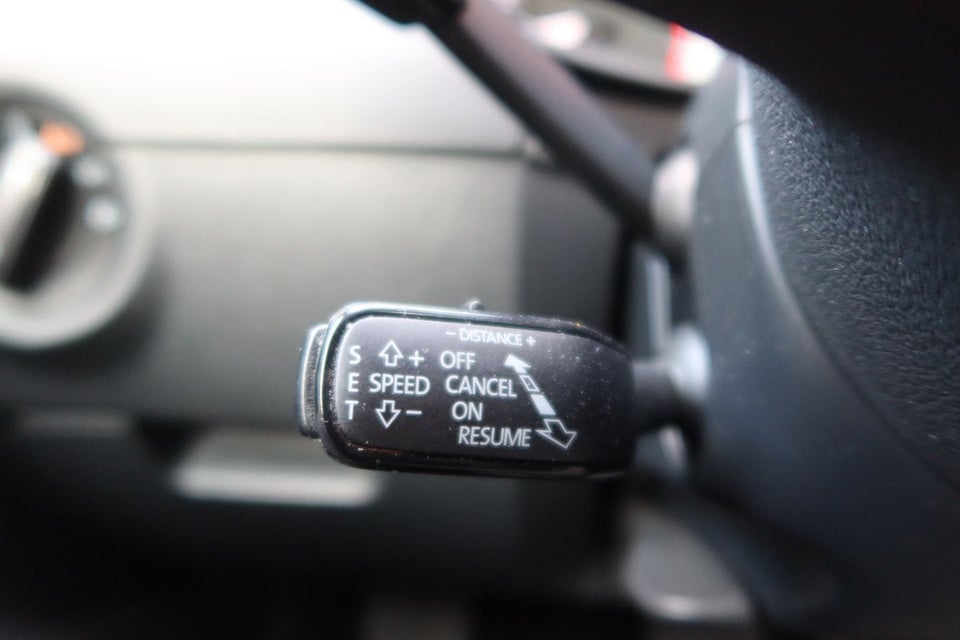 - DISTANCE +
S + OFF
E SPEED CANCEL
T - ON
RESUME